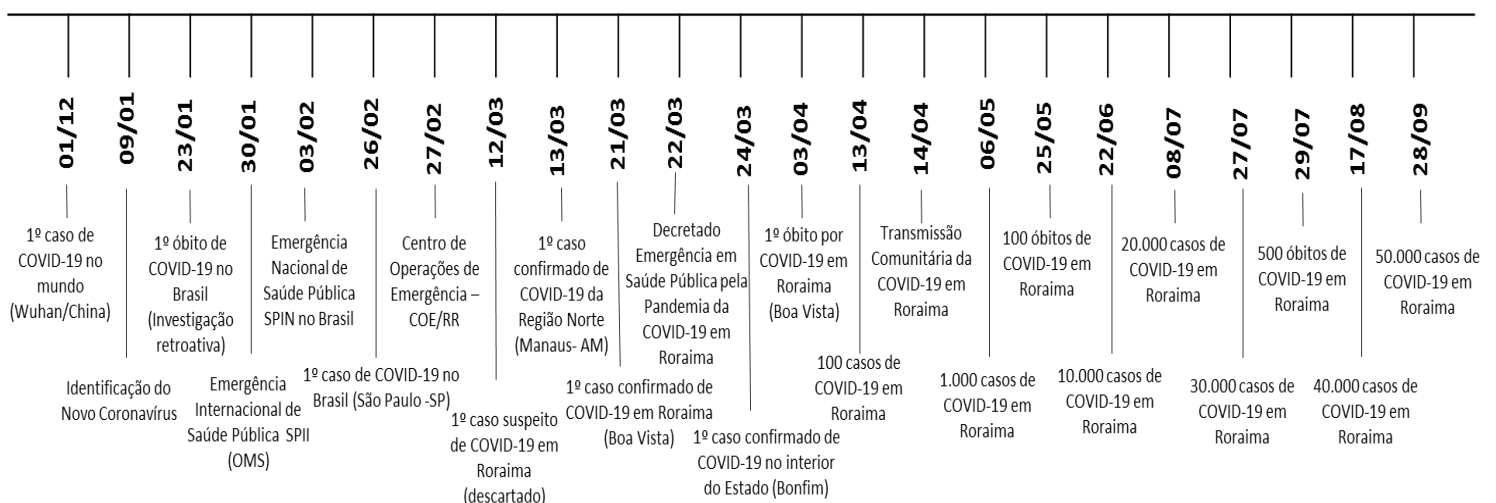 01/12
09/01
23/01
30/01
03/02
26/02
27/02
12/03
13/03
21/03
22/03
24/03
03/04
13/04
14/04
06/05
25/05
22/06
08/07
27/07
29/07
17/08
28/09
1º caso de
COVID-19 no
mundo
(Wuhan/China)
Identificação do
Novo Coronavírus
1º óbito de
COVID-19 no
Brasil
(Investigação
retroativa)
Emergência
Internacional de
Saúde Pública SPII
(OMS)
Emergência
Nacional de
Saúde Pública
SPIN no Brasil
1º caso de COVID-19 no
Brasil (São Paulo -SP)
Centro de
Operações de
Emergência –
COE/RR
1º caso suspeito
de COVID-19 em
Roraima
(descartado)
1º caso
confirmado de
COVID-19 da
Região Norte
(Manaus- AM)
1º caso confirmado de
COVID-19 em Roraima
(Boa Vista)
Decretado
Emergência em
Saúde Pública pela
Pandemia da
COVID-19 em
Roraima
1º caso confirmado de
COVID-19 no interior
do Estado (Bonfim)
1º óbito por
COVID-19 em
Roraima
(Boa Vista)
100 casos de
COVID-19 em
Roraima
Transmissão
Comunitária da
COVID-19 em
Roraima
1.000 casos de
COVID-19 em
Roraima
100 óbitos de
COVID-19 em
Roraima
10.000 casos de
COVID-19 em
Roraima
20.000 casos de
COVID-19 em
Roraima
30.000 casos de
COVID-19 em
Roraima
500 óbitos de
COVID-19 em
Roraima
40.000 casos de
COVID-19 em
Roraima
50.000 casos de
COVID-19 em
Roraima